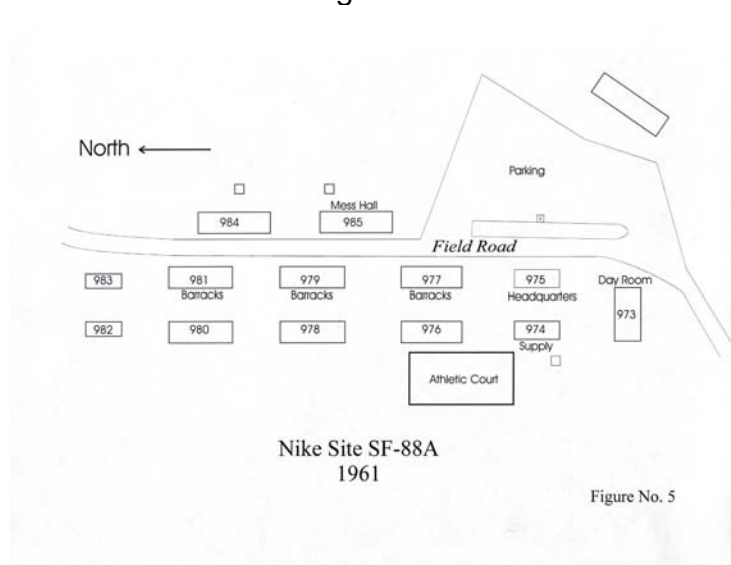 North
Parking
Mess Hall
984
985
Field Road
983
981
979
977
975
Day Room
Barracks
Barracks
Barracks
Headquarters
973
982
980
978
976
974
Supply
Athletic Court
Nike Site SF-88A
1961
Figure No. 5